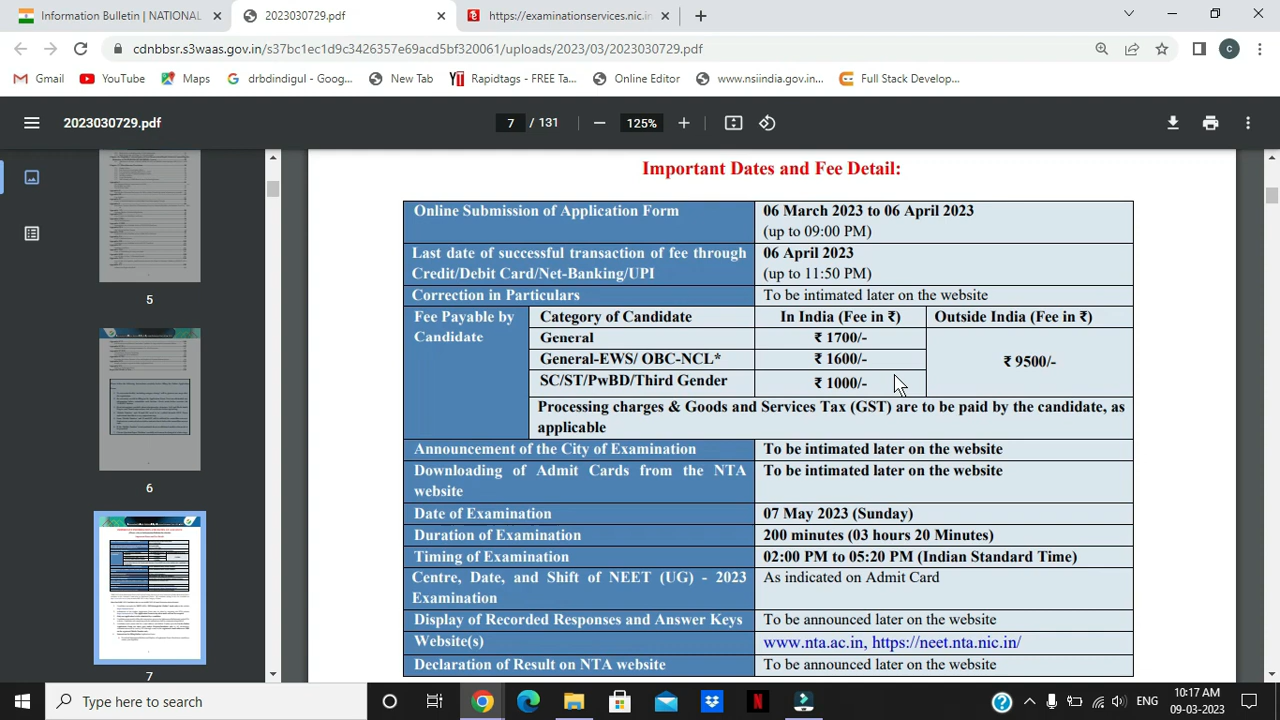 Information Bulletin | NATIONAL
2023030729.pdf
https://examinationservices.nic.in
cdnbbsr.s3waas.gov.in/s37bc1ec1d9c3426357e69acd5bf320061/uploads/2023/03/2023030729.pdf
Gmail YouTube Maps drbdindigul - Goog... New Tab Rapidtags - FREE Ta... Online Editor www.nsiindia.gov.in... Full Stack Develop...
2023030729.pdf 7 / 131 125%
5
6
7
Important Dates and Fee Detail:
Online Submission of Application Form 06 March 2023 to 06 April 2023
(up to 09:00 PM)
Last date of successful transaction of fee through 06 April 2023
Credit/Debit Card/Net-Banking/UPI (up to 11:50 PM)
Correction in Particulars To be intimated later on the website
Fee Payable by Category of Candidate In India (Fee in ₹) Outside India (Fee in ₹)
Candidate General ₹ 1700/-
General-EWS/ OBC-NCL* ₹ 1600/- ₹ 9500/-
SC/ST/PwBD/Third Gender ₹ 1000/-
Processing charges & Goods and Services Tax (GST) are to be paid by the candidate, as
applicable
Announcement of the City of Examination To be intimated later on the website
Downloading of Admit Cards from the NTA To be intimated later on the website
website
Date of Examination 07 May 2023 (Sunday)
Duration of Examination 200 minutes (03 hours 20 Minutes)
Timing of Examination 02:00 PM to 05:20 PM (Indian Standard Time)
Centre, Date, and Shift of NEET (UG) - 2023 As indicated on Admit Card
Examination
Display of Recorded Responses and Answer Keys To be announced later on the website
Website(s) www.nta.ac.in, https://neet.nta.nic.in/
Declaration of Result on NTA website To be announced later on the website
Type here to search
ENG
10:17 AM
09-03-2023